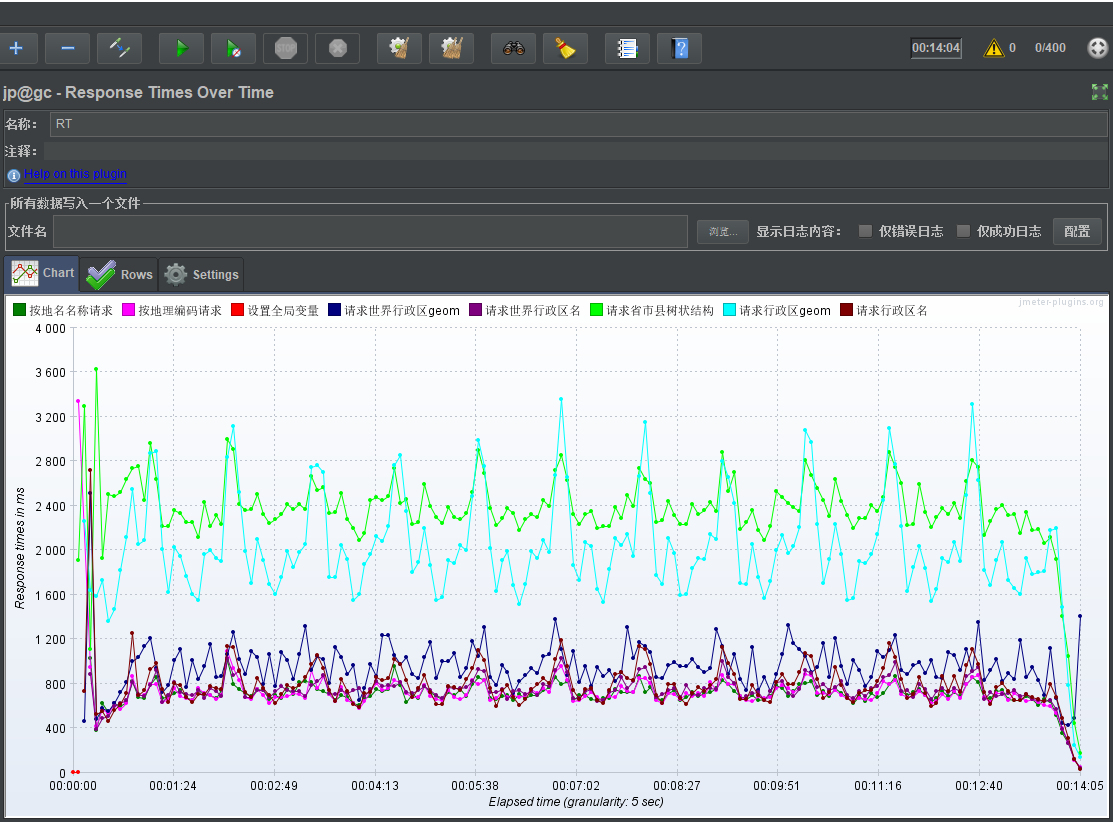 STOP
00:14:04
0
0/400
jp@gc - Response Times Over Time
名称：
RT
注释：
Help on this plugin
所有数据写入一个文件
文件名
浏览...
显示日志内容：
仅错误日志
仅成功日志
配置
Chart
Rows
Settings
jmeter-plugins.org
按地名名称请求 按地理编码请求 设置全局变量 请求世界行政区geom 请求世界行政区名 请求省市县树状结构 请求行政区geom 请求行政区名
4 000
3 600
3 200
2 800
2 400
2 000
1 600
1 200
800
400
0
Response times in ms
00:00:00 00:01:24 00:02:49 00:04:13 00:05:38 00:07:02 00:08:27 00:09:51 00:11:16 00:12:40 00:14:05
Elapsed time (granularity: 5 sec)